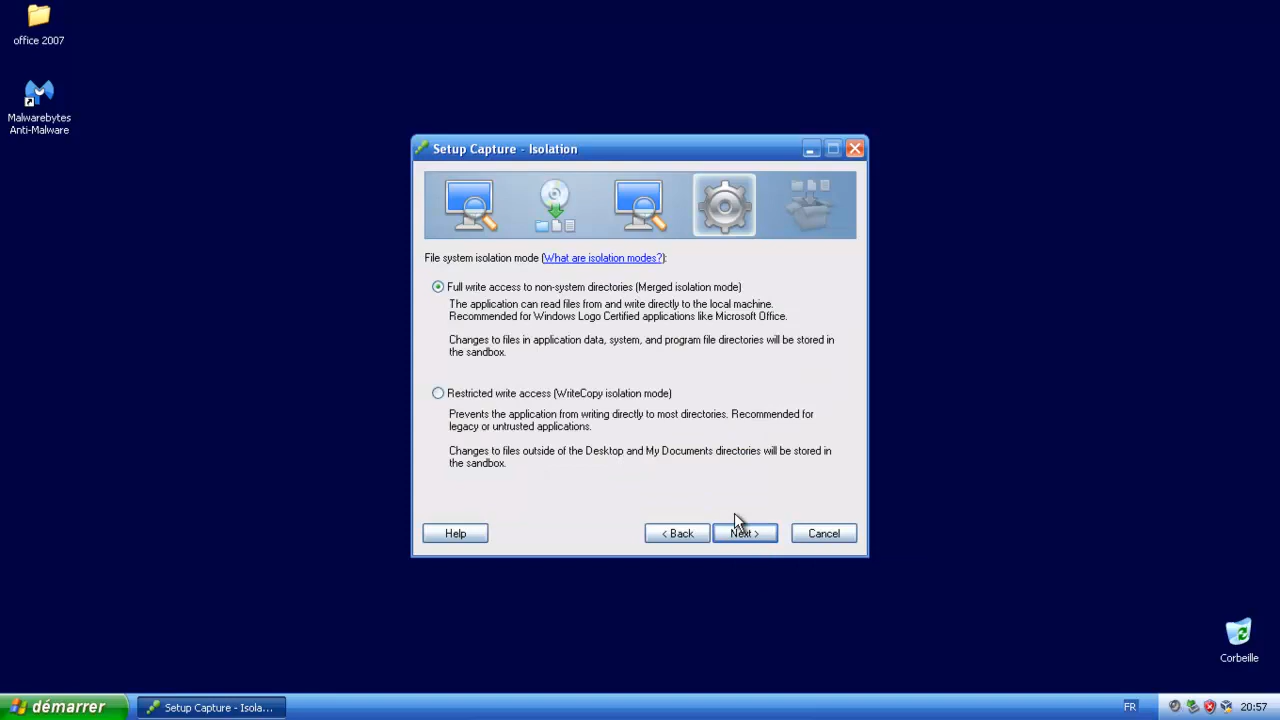 office 2007
Malwarebytes
Anti-Malware
Setup Capture - Isolation
File system isolation mode (What are isolation modes?):
Full write access to non-system directories (Merged isolation mode)
The application can read files from and write directly to the local machine.
Recommended for Windows Logo Certified applications like Microsoft Office.
Changes to files in application data, system, and program file directories will be stored in
the sandbox.
Restricted write access (WriteCopy isolation mode)
Prevents the application from writing directly to most directories. Recommended for
legacy or untrusted applications.
Changes to files outside of the Desktop and My Documents directories will be stored in
the sandbox.
Help
< Back
Next >
Cancel
Corbeille
démarrer
Setup Capture - Isola...
FR
20:57